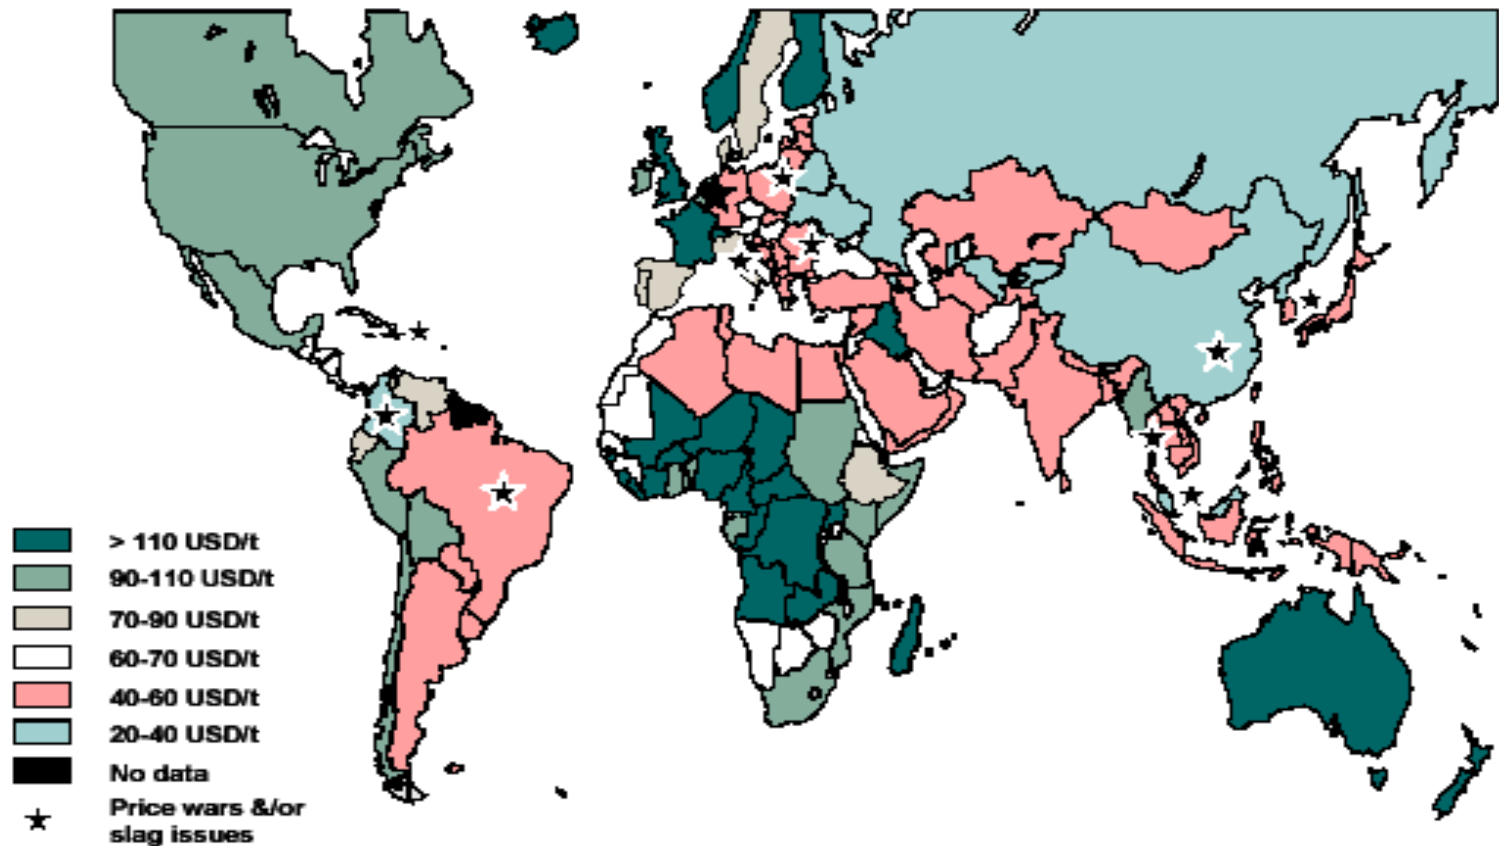 > 110 USD/t
90-110 USD/t
70-90 USD/t
60-70 USD/t
40-60 USD/t
20-40 USD/t
No data
Price wars &/or
slag issues